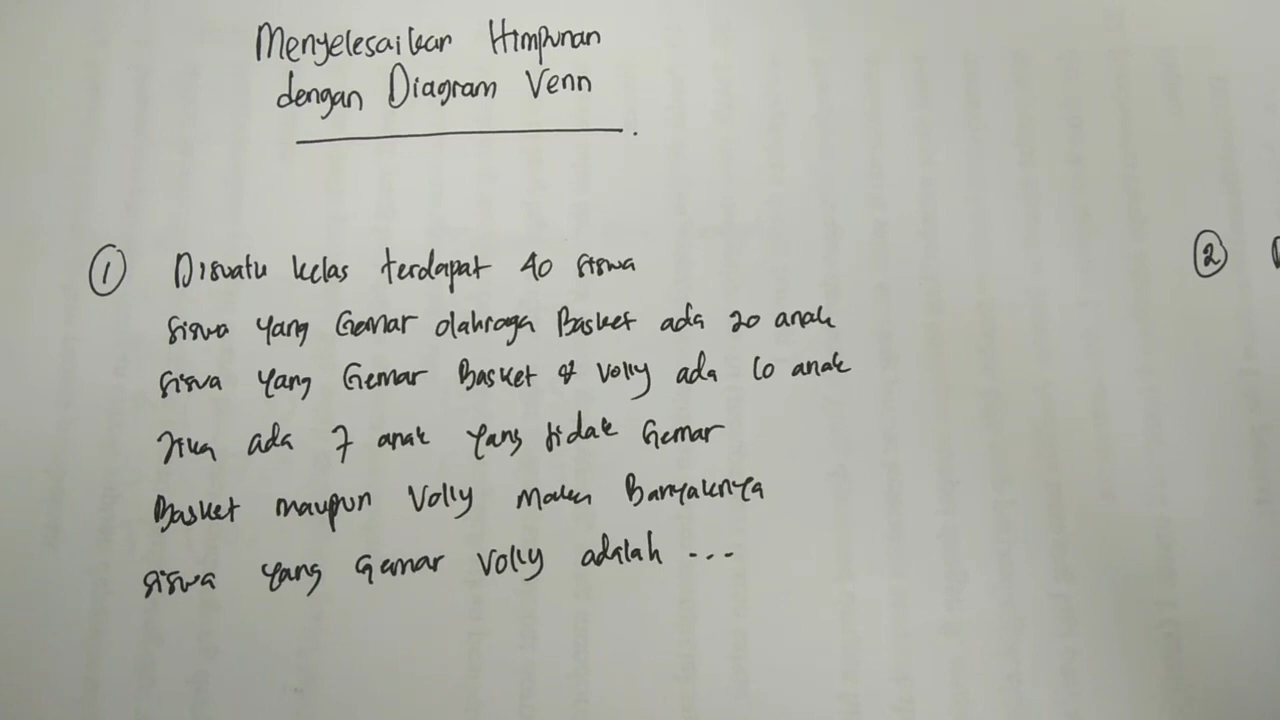 Menyelesaikan Himpunan
dengan Diagram Venn
① Disuatu kelas terdapat 40 siswa
siswa yang Gemar olahroga Basket ada 20 anak
siswa yang Gemar Basket & Volly ada 10 anak
Jika ada 7 anak yang tidak Gemar
Basket maupun Volly maka Banyaknya
siswa yang Gemar Volly adalah ...
②